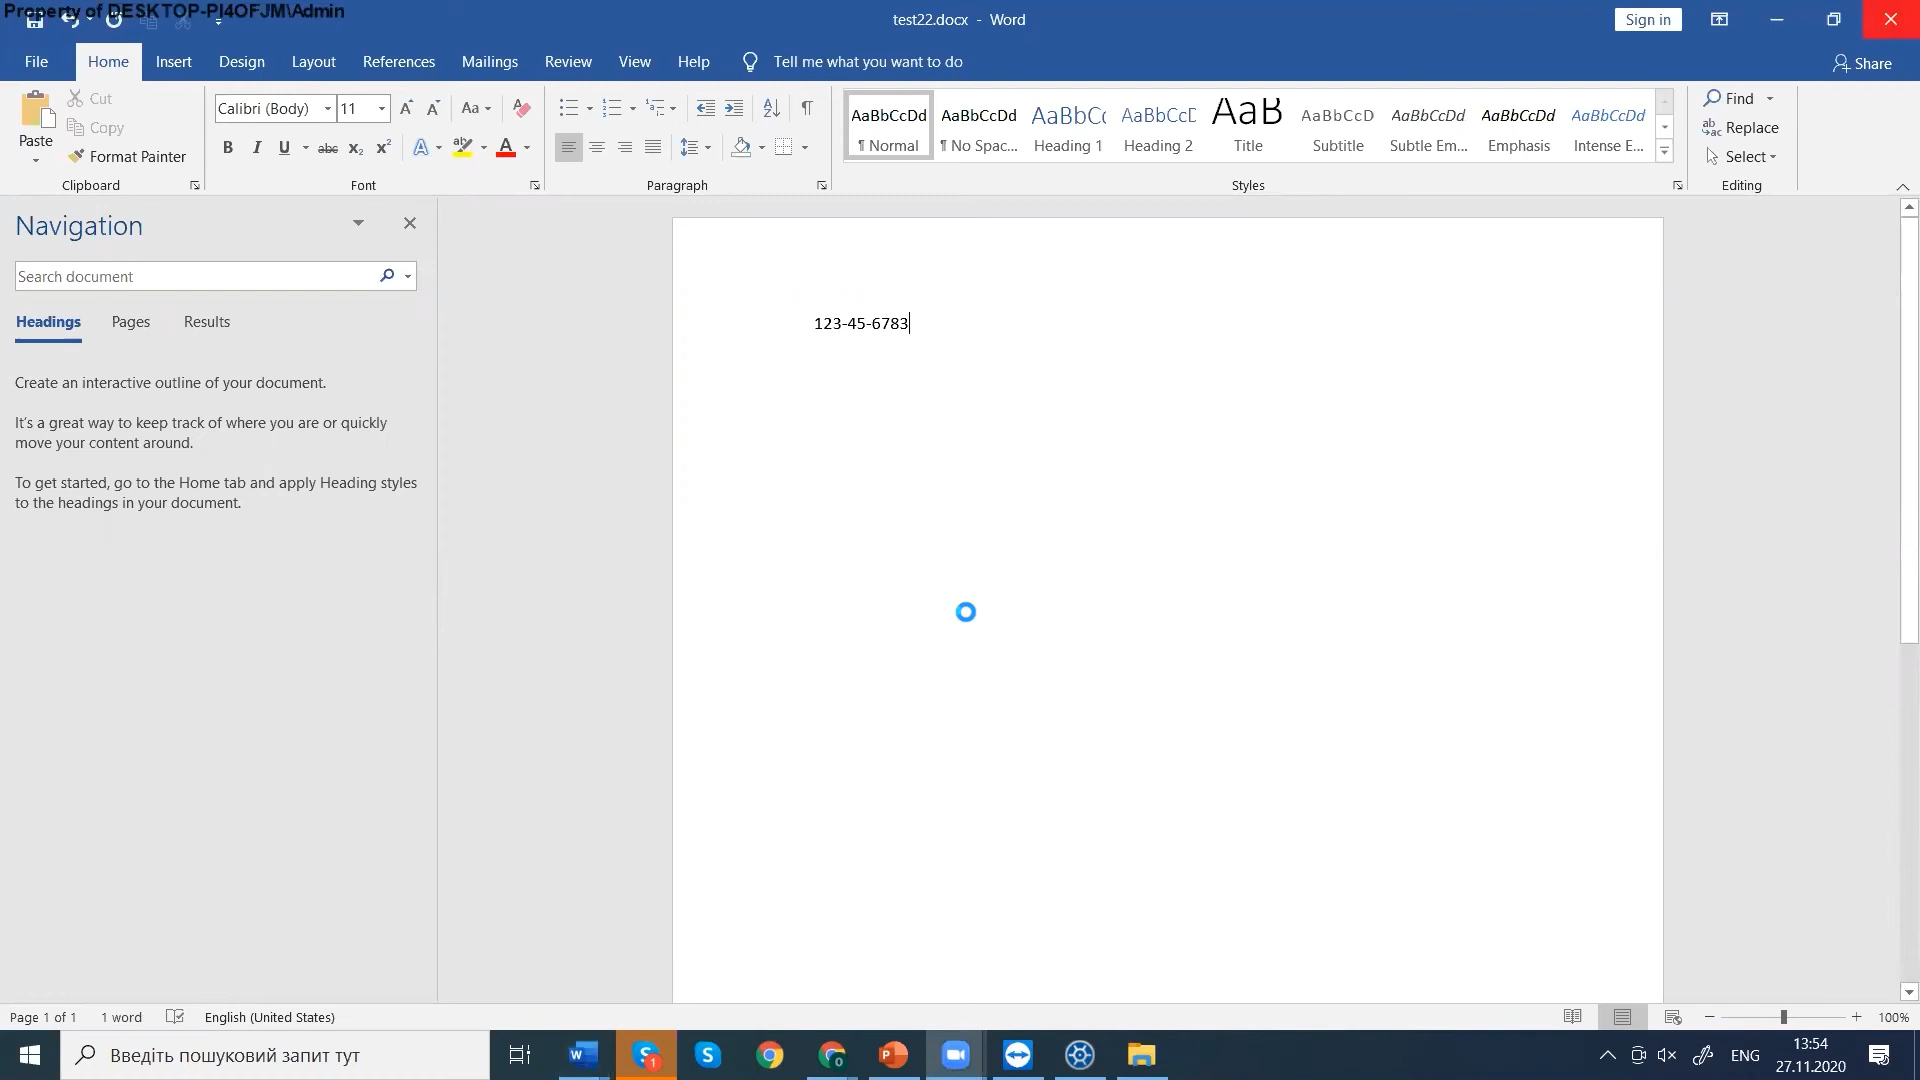 Property of DESKTOP-PI4OFJM\Admin
test22.docx - Word
Sign in
File Home Insert Design Layout References Mailings Review View Help Tell me what you want to do
Share
Paste
Cut
Copy
Format Painter
Clipboard
Calibri (Body) 11
Aa
B I U abc x₂ x² A ab A
Font
Paragraph
AaBbCcDd AaBbCcDd AaBbCc AaBbCcD AaB AaBbCcD AaBbCcDd AaBbCcDd AaBbCcDd
¶ Normal ¶ No Spac... Heading 1 Heading 2 Title Subtitle Subtle Em... Emphasis Intense E...
Styles
Find
Replace
Select
Editing
Navigation
Search document
Headings Pages Results
Create an interactive outline of your document.
It's a great way to keep track of where you are or quickly
move your content around.
To get started, go to the Home tab and apply Heading styles
to the headings in your document.
123-45-6783
Page 1 of 1 1 word English (United States)
100%
Введіть пошуковий запит тут
ENG
13:54
27.11.2020